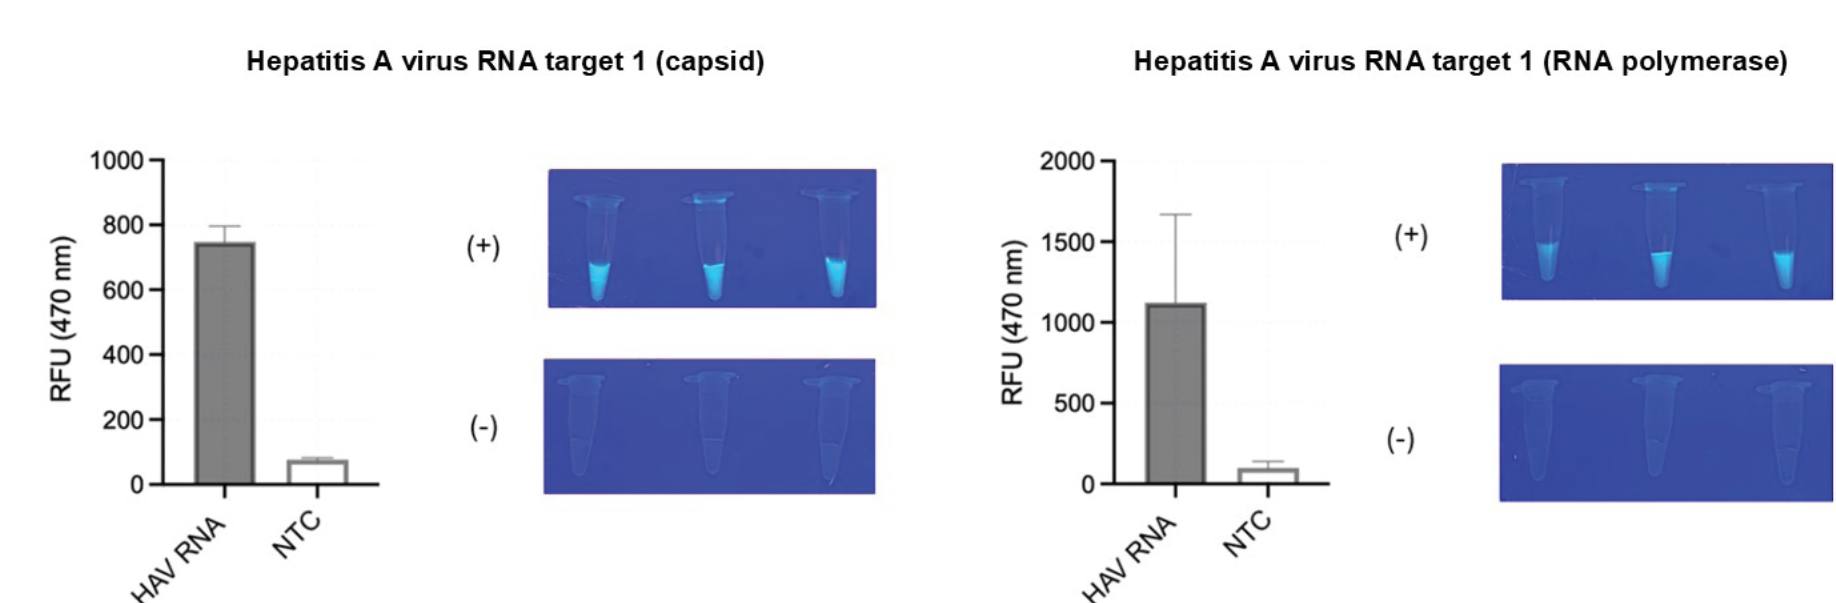 Hepatitis A virus RNA target 1 (capsid)
1000
800
600
400
200
0
RFU (470 nm)
HAV RNA
NTC
(+)
(-)
Hepatitis A virus RNA target 1 (RNA polymerase)
2000
1500
1000
500
0
RFU (470 nm)
HAV RNA
NTC
(+)
(-)